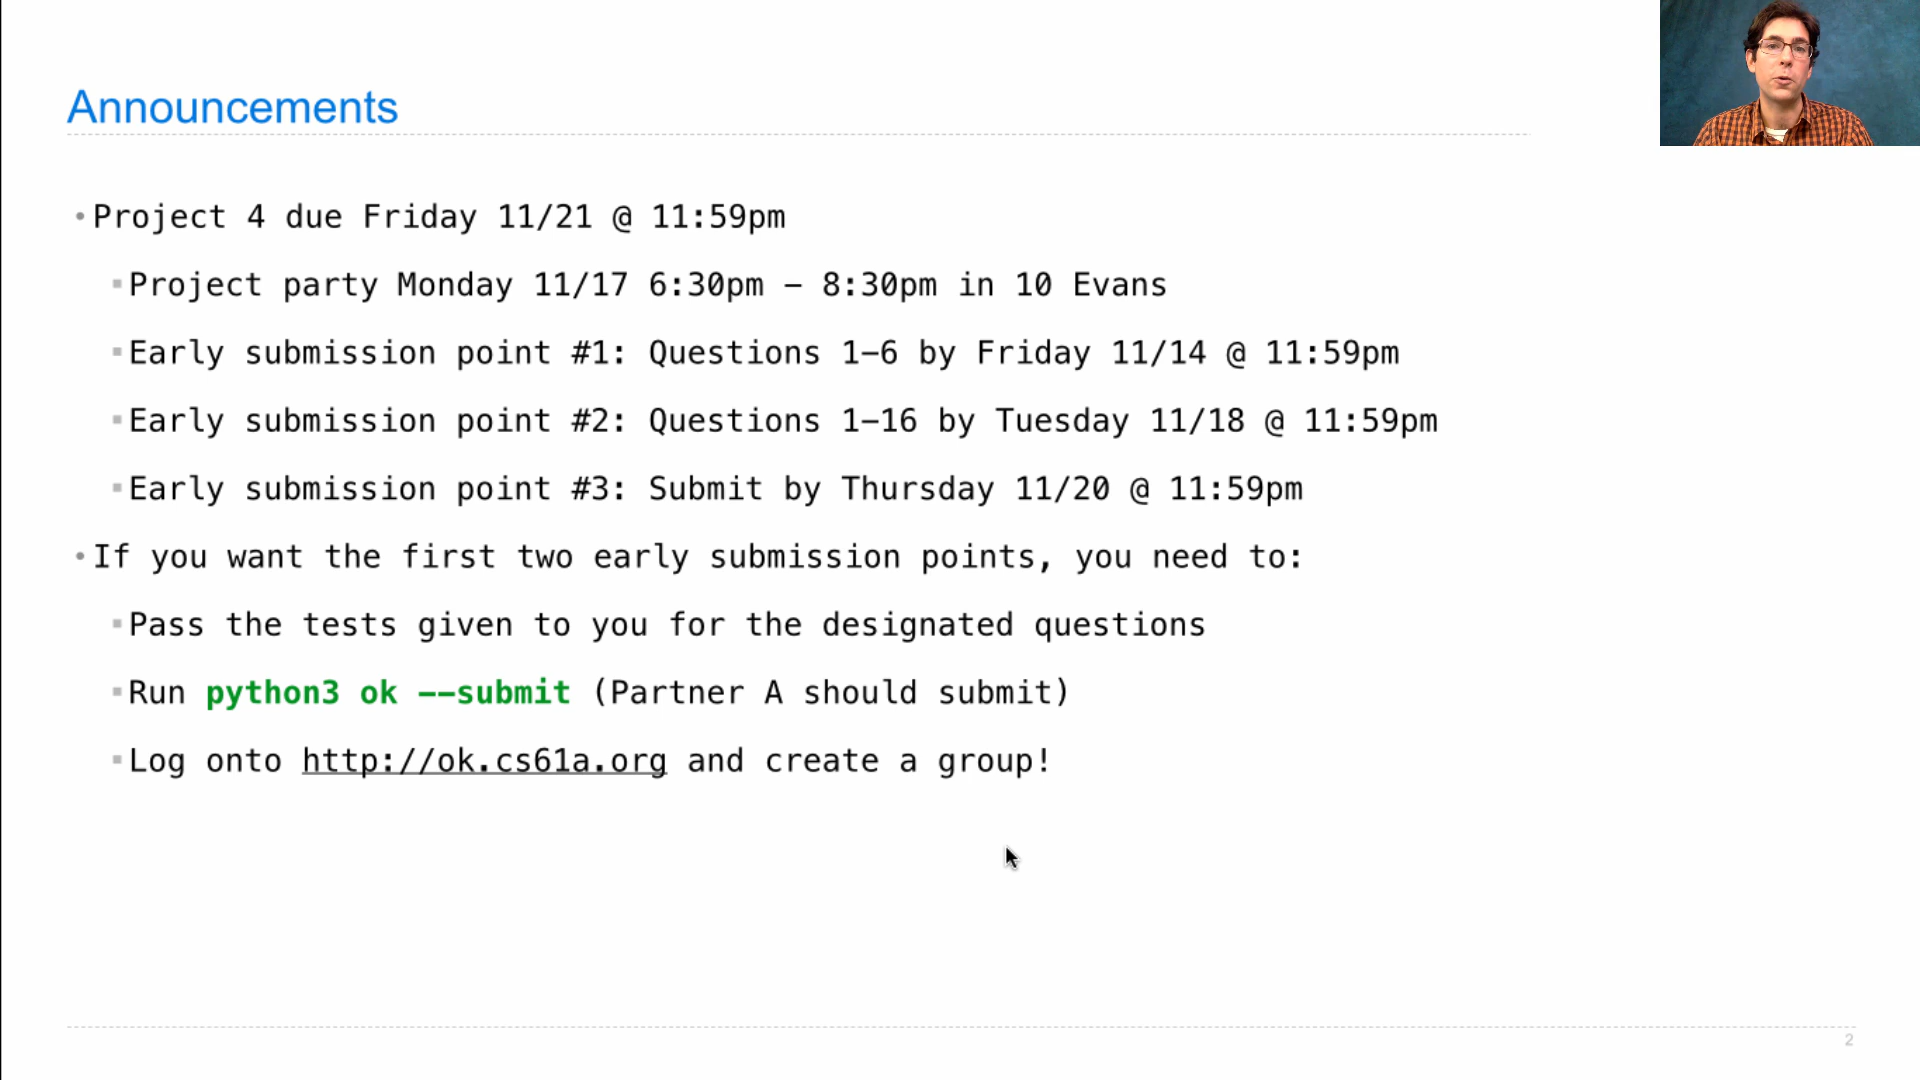 Announcements
•Project 4 due Friday 11/21 @ 11:59pm
▪Project party Monday 11/17 6:30pm – 8:30pm in 10 Evans
▪Early submission point #1: Questions 1–6 by Friday 11/14 @ 11:59pm
▪Early submission point #2: Questions 1–16 by Tuesday 11/18 @ 11:59pm
▪Early submission point #3: Submit by Thursday 11/20 @ 11:59pm
•If you want the first two early submission points, you need to:
▪Pass the tests given to you for the designated questions
▪Run python3 ok --submit (Partner A should submit)
▪Log onto http://ok.cs61a.org and create a group!
2